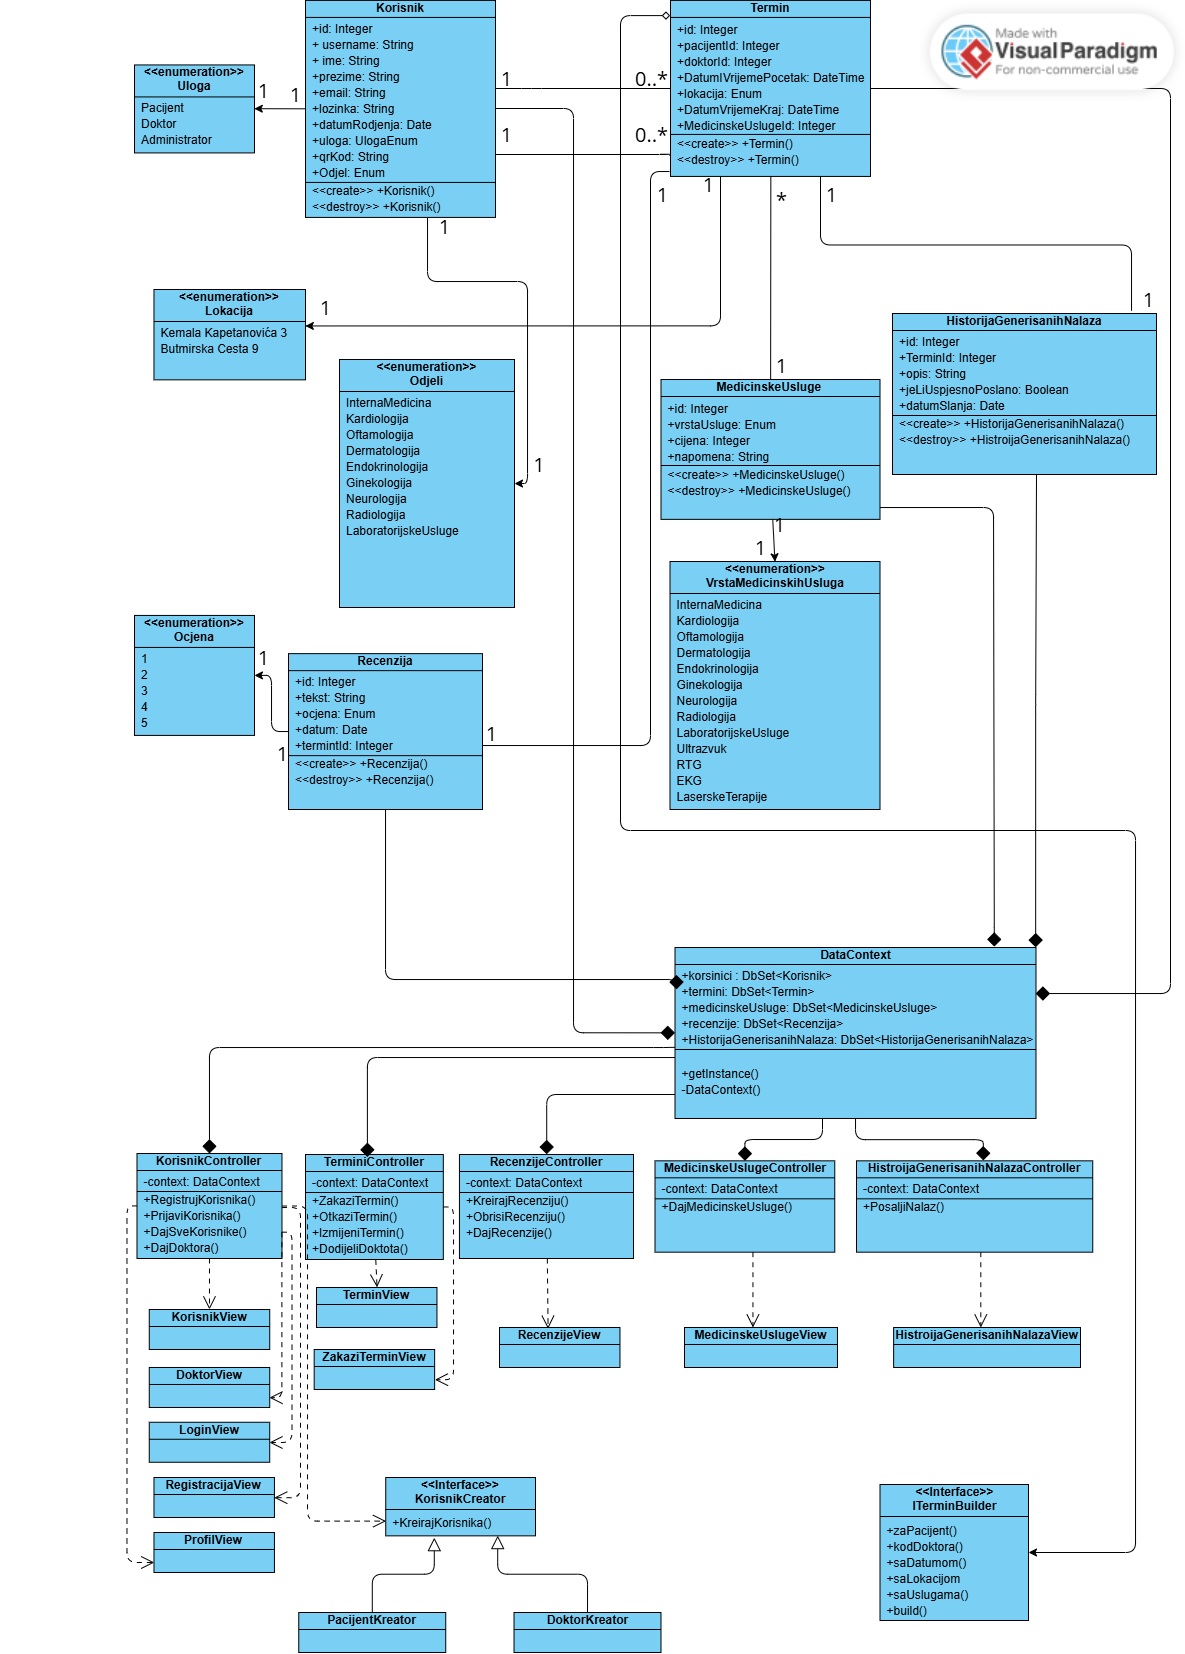 Korisnik
+id: Integer
+ username: String
+ ime: String
+prezime: String
+email: String
+lozinka: String
+datumRodjenja: Date
+uloga: UlogaEnum
+qrKod: String
+Odjel: Enum
<<create>> +Korisnik()
<<destroy>> +Korisnik()
Termin
+id: Integer
+pacijentId: Integer
+doktorId: Integer
+DatumIVrijemePocetak: DateTime
+lokacija: Enum
+DatumVrijemeKraj: DateTime
+MedicinskeUslugeId: Integer
<<create>> +Termin()
<<destroy>> +Termin()
Made with
VisualParadigm
For non-commercial use
<<enumeration>>
Uloga
Pacijent
Doktor
Administrator
1
1
1
0..*
1
0..*
1
1
1
*
1
<<enumeration>>
Lokacija
Kemala Kapetanovića 3
Butmirska Cesta 9
1
1
HistorijaGenerisanihNalaza
+id: Integer
+TerminId: Integer
+opis: String
+jeLiUspjesnoPoslano: Boolean
+datumSlanja: Date
<<create>> +HistorijaGenerisanihNalaza()
<<destroy>> +HistroijaGenerisanihNalaza()
<<enumeration>>
Odjeli
InternaMedicina
Kardiologija
Oftamologija
Dermatologija
Endokrinologija
Ginekologija
Neurologija
Radiologija
LaboratorijskeUsluge
1
1
MedicinskeUsluge
+id: Integer
+vrstaUsluge: Enum
+cijena: Integer
+napomena: String
<<create>> +MedicinskeUsluge()
<<destroy>> +MedicinskeUsluge()
1
1
<<enumeration>>
VrstaMedicinskihUsluga
InternaMedicina
Kardiologija
Oftamologija
Dermatologija
Endokrinologija
Ginekologija
Neurologija
Radiologija
LaboratorijskeUsluge
Ultrazvuk
RTG
EKG
LaserskeTerapije
<<enumeration>>
Ocjena
1
2
3
4
5
1
1
Recenzija
+id: Integer
+tekst: String
+ocjena: Enum
+datum: Date
+termintId: Integer
<<create>> +Recenzija()
<<destroy>> +Recenzija()
1
DataContext
+korsinici : DbSet<Korisnik>
+termini: DbSet<Termin>
+medicinskeUsluge: DbSet<MedicinskeUsluge>
+recenzije: DbSet<Recenzija>
+HistorijaGenerisanihNalaza: DbSet<HistorijaGenerisanihNalaza>
+getInstance()
-DataContext()
KorisnikController
-context: DataContext
+RegistrujKorisnika()
+PrijaviKorisnika()
+DajSveKorisnike()
+DajDoktora()
TerminiController
-context: DataContext
+ZakaziTermin()
+OtkaziTermin()
+IzmijeniTermin()
+DodijeliDoktota()
RecenzijeController
-context: DataContext
+KreirajRecenziju()
+ObrisiRecenziju()
+DajRecenzije()
MedicinskeUslugeController
-context: DataContext
+DajMedicinskeUsluge()
HistroijaGenerisanihNalazaController
-context: DataContext
+PosaljiNalaz()
KorisnikView
DoktorView
LoginView
RegistracijaView
ProfilView
TerminView
ZakaziTerminView
RecenzijeView
MedicinskeUslugeView
HistroijaGenerisanihNalazaView
<<Interface>>
KorisnikCreator
+KreirajKorisnika()
PacijentKreator
DoktorKreator
<<Interface>>
ITerminBuilder
+zaPacijent()
+kodDoktora()
+saDatumom()
+saLokacijom
+saUslugama()
+build()